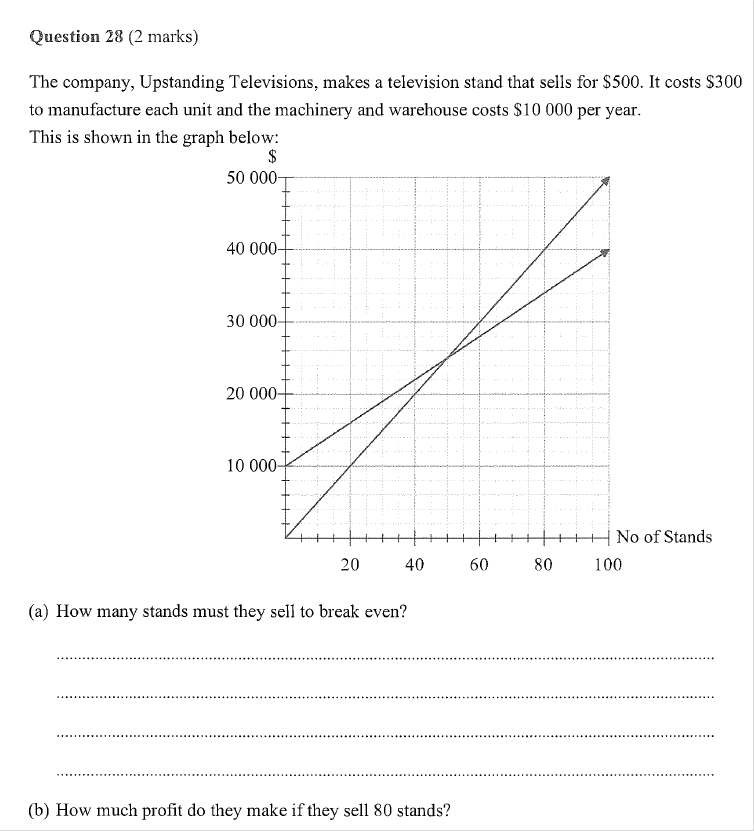 Question 28 (2 marks)
The company, Upstanding Televisions, makes a television stand that sells for $500. It costs $300
to manufacture each unit and the machinery and warehouse costs $10 000 per year.
This is shown in the graph below:
$
50 000
40 000
30 000
20 000
10 000
No of Stands
20 40 60 80 100
(a) How many stands must they sell to break even?
(b) How much profit do they make if they sell 80 stands?